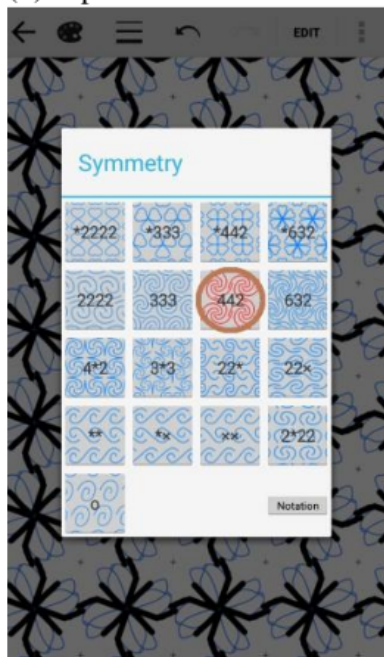 EDIT
Symmetry
*2222 *333 *442 *632
2222 333 442 632
4*2 3*3 22* 22×
** *× ×× 2*22
O
Notation